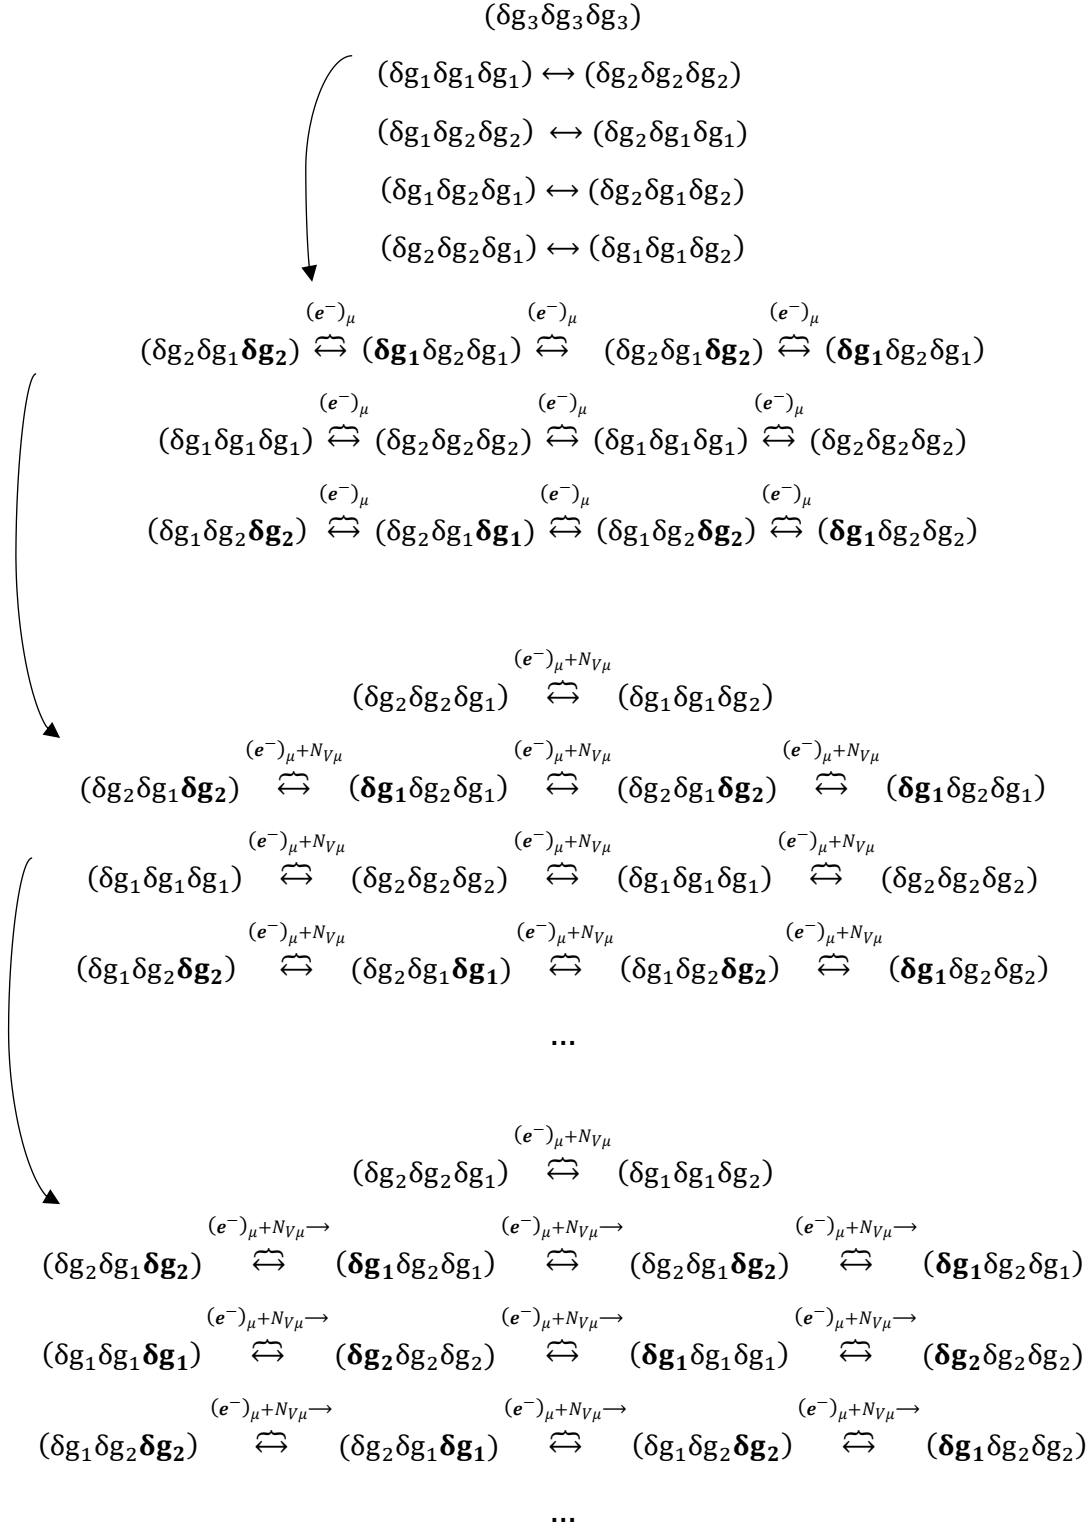 (δg₃δg₃δg₃)
(δg₁δg₁δg₁) ↔ (δg₂δg₂δg₂)
(δg₁δg₂δg₂) ↔ (δg₂δg₁δg₁)
(δg₁δg₂δg₁) ↔ (δg₂δg₁δg₂)
(δg₂δg₂δg₁) ↔ (δg₁δg₁δg₂)
(e⁻)μ (e⁻)μ (e⁻)μ
(δg₂δg₁δg₂) ↔ (δg₁δg₂δg₁) ↔ (δg₂δg₁δg₂) ↔ (δg₁δg₂δg₁)
(e⁻)μ (e⁻)μ (e⁻)μ
(δg₁δg₁δg₁) ↔ (δg₂δg₂δg₂) ↔ (δg₁δg₁δg₁) ↔ (δg₂δg₂δg₂)
(e⁻)μ (e⁻)μ (e⁻)μ
(δg₁δg₂δg₂) ↔ (δg₂δg₁δg₁) ↔ (δg₁δg₂δg₂) ↔ (δg₁δg₂δg₂)
(e⁻)μ+NVμ
(δg₂δg₂δg₁) ↔ (δg₁δg₁δg₂)
(e⁻)μ+NVμ (e⁻)μ+NVμ (e⁻)μ+NVμ
(δg₂δg₁δg₂) ↔ (δg₁δg₂δg₁) ↔ (δg₂δg₁δg₂) ↔ (δg₁δg₂δg₁)
(e⁻)μ+NVμ (e⁻)μ+NVμ (e⁻)μ+NVμ
(δg₁δg₁δg₁) ↔ (δg₂δg₂δg₂) ↔ (δg₁δg₁δg₁) ↔ (δg₂δg₂δg₂)
(e⁻)μ+NVμ (e⁻)μ+NVμ (e⁻)μ+NVμ
(δg₁δg₂δg₂) ↔ (δg₂δg₁δg₁) ↔ (δg₁δg₂δg₂) ↔ (δg₁δg₂δg₂)
...
(e⁻)μ+NVμ
(δg₂δg₂δg₁) ↔ (δg₁δg₁δg₂)
(e⁻)μ+NVμ→ (e⁻)μ+NVμ→ (e⁻)μ+NVμ→
(δg₂δg₁δg₂) ↔ (δg₁δg₂δg₁) ↔ (δg₂δg₁δg₂) ↔ (δg₁δg₂δg₁)
(e⁻)μ+NVμ→ (e⁻)μ+NVμ→ (e⁻)μ+NVμ→
(δg₁δg₁δg₁) ↔ (δg₂δg₂δg₂) ↔ (δg₁δg₁δg₁) ↔ (δg₂δg₂δg₂)
(e⁻)μ+NVμ→ (e⁻)μ+NVμ→ (e⁻)μ+NVμ→
(δg₁δg₂δg₂) ↔ (δg₂δg₁δg₁) ↔ (δg₁δg₂δg₂) ↔ (δg₁δg₂δg₂)
...